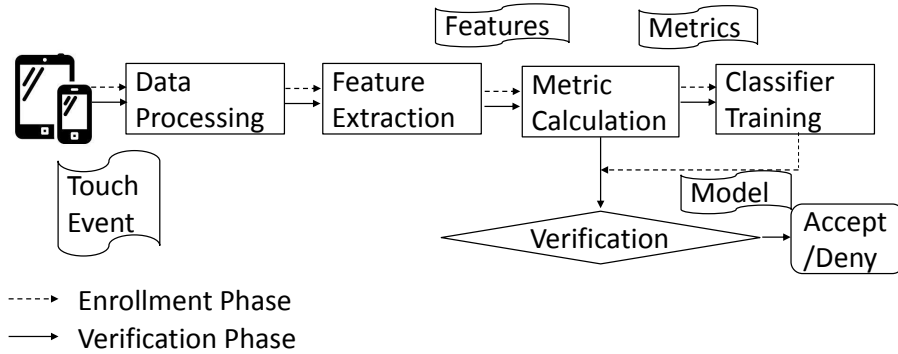 Features
Metrics
Data
Processing
Feature
Extraction
Metric
Calculation
Classifier
Training
Touch
Event
Model
Verification
Accept
/Deny
Enrollment Phase
Verification Phase